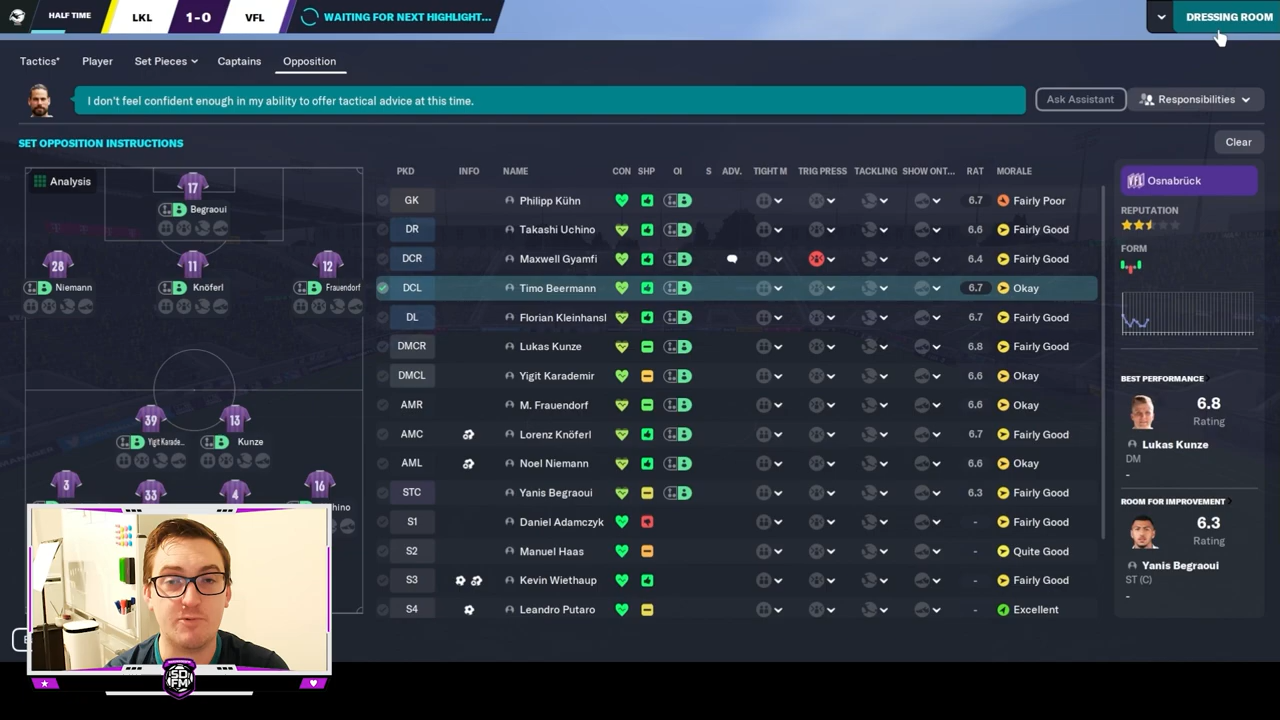 HALF TIME LKL 1-0 VFL WAITING FOR NEXT HIGHLIGHT... DRESSING ROOM
Tactics* Player Set Pieces Captains Opposition
I don't feel confident enough in my ability to offer tactical advice at this time. Ask Assistant Responsibilities
SET OPPOSITION INSTRUCTIONS Clear
Analysis
17
Begraoui
28 11 12
Niemann Knöferl Frauendorf
39 13
Yigit Karade... Kunze
3 33 4 16
PKD INFO NAME CON SHP OI S ADV. TIGHT M TRIG PRESS TACKLING SHOW ONT... RAT MORALE
GK Philipp Kühn 6.7 Fairly Poor
DR Takashi Uchino 6.6 Fairly Good
DCR Maxwell Gyamfi 6.4 Fairly Good
DCL Timo Beermann 6.7 Okay
DL Florian Kleinhansl 6.7 Fairly Good
DMCR Lukas Kunze 6.8 Fairly Good
DMCL Yigit Karademir 6.6 Okay
AMR M. Frauendorf 6.6 Okay
AMC Lorenz Knöferl 6.7 Fairly Good
AML Noel Niemann 6.6 Okay
STC Yanis Begraoui 6.3 Fairly Good
S1 Daniel Adamczyk - Fairly Good
S2 Manuel Haas - Quite Good
S3 Kevin Wiethaup - Fairly Good
S4 Leandro Putaro - Excellent
Osnabrück
REPUTATION
FORM
BEST PERFORMANCE
6.8
Rating
Lukas Kunze
DM
-
ROOM FOR IMPROVEMENT
6.3
Rating
Yanis Begraoui
ST (C)
-
SD
FM